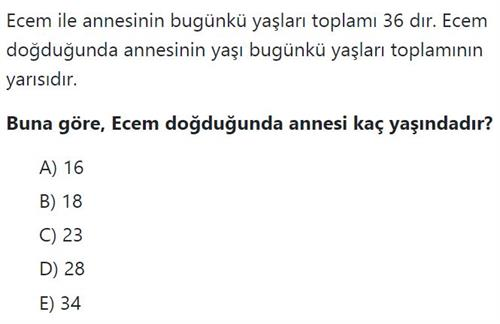 Ecem ile annesinin bugünkü yaşları toplamı 36 dır. Ecem
doğduğunda annesinin yaşı bugünkü yaşları toplamının
yarısıdır.
Buna göre, Ecem doğduğunda annesi kaç yaşındadır?
A) 16
B) 18
C) 23
D) 28
E) 34